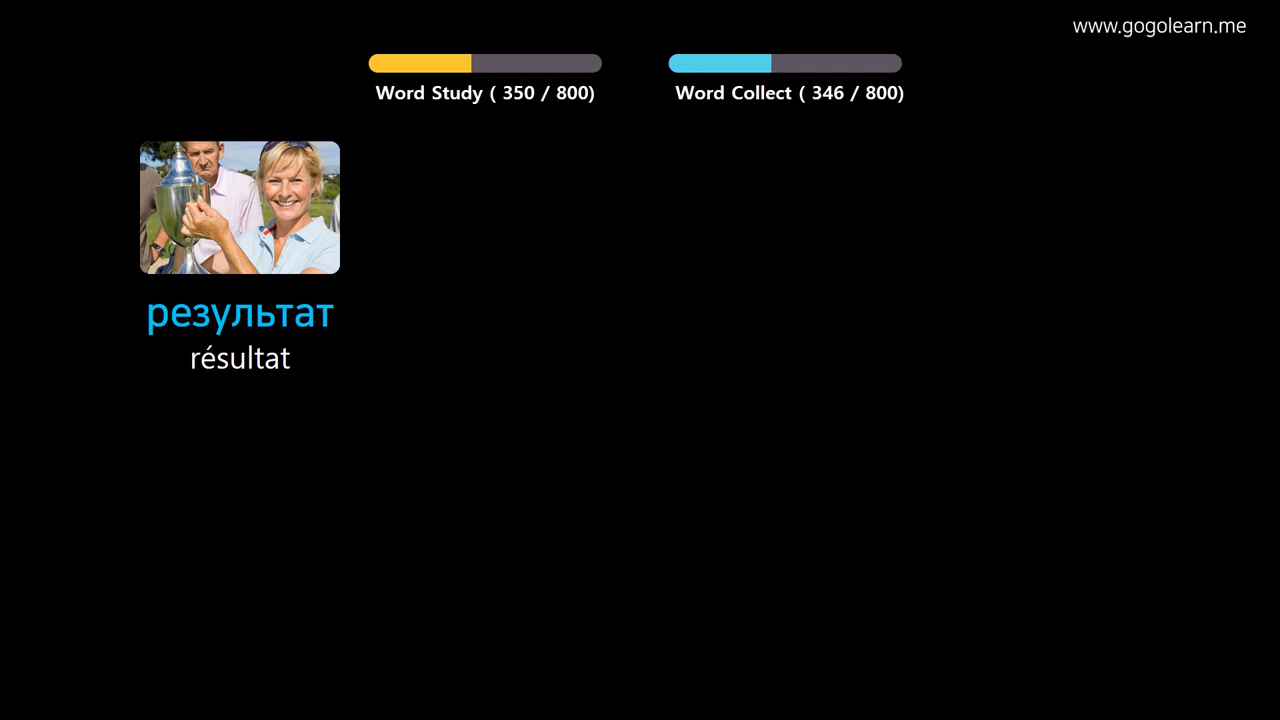 www.gogolearn.me
Word Study ( 350 / 800)
Word Collect ( 346 / 800)
результат
résultat